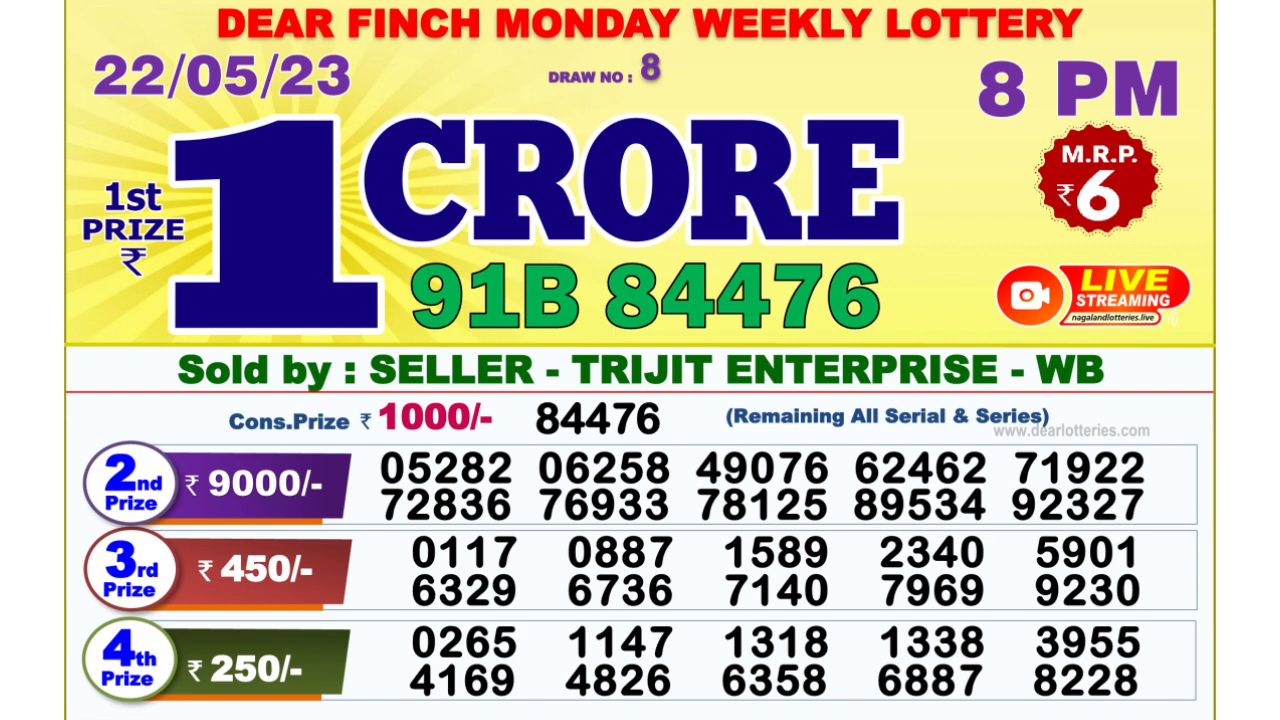 DEAR FINCH MONDAY WEEKLY LOTTERY
22/05/23
DRAW NO : 8
8 PM
1st
PRIZE
₹
1 CRORE
M.R.P.
₹ 6
91B 84476
LIVE
STREAMING
nagalandlotteries.live
Sold by : SELLER - TRIJIT ENTERPRISE - WB
Cons.Prize ₹ 1000/- 84476 (Remaining All Serial & Series)
www.dearlotteries.com
2nd
Prize
₹ 9000/-
05282 06258 49076 62462 71922
72836 76933 78125 89534 92327
3rd
Prize
₹ 450/-
0117 0887 1589 2340 5901
6329 6736 7140 7969 9230
4th
Prize
₹ 250/-
0265 1147 1318 1338 3955
4169 4826 6358 6887 8228